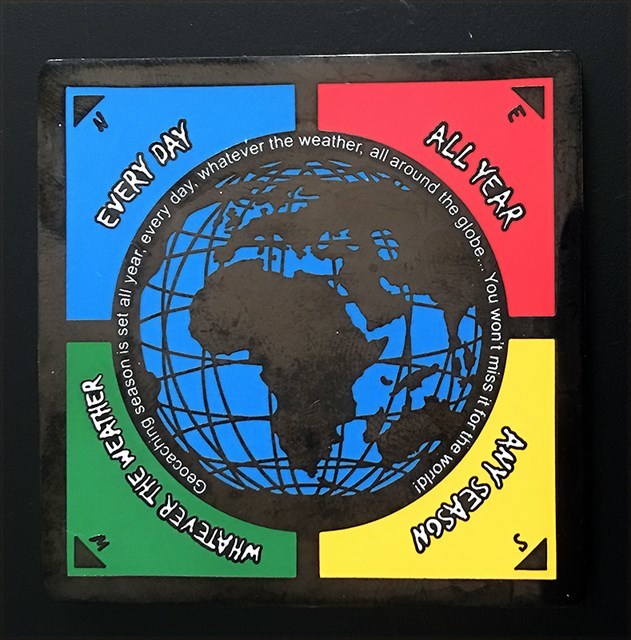 N
EVERY DAY
E
ALL YEAR
Geocaching season is set all year, every day, whatever the weather, all around the globe... You won't miss it for the world!
WHATEVER THE WEATHER
W
ANY SEASON
S